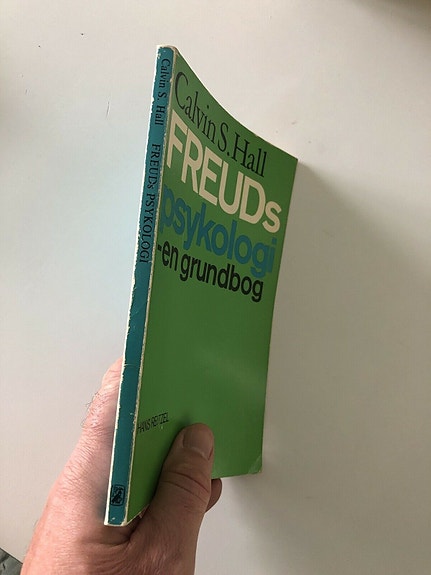 Calvin S. Hall FREUDs PSYKOLOGI
Calvin S. Hall
FREUDs
psykologi
-en grundbog
HANS REITZEL